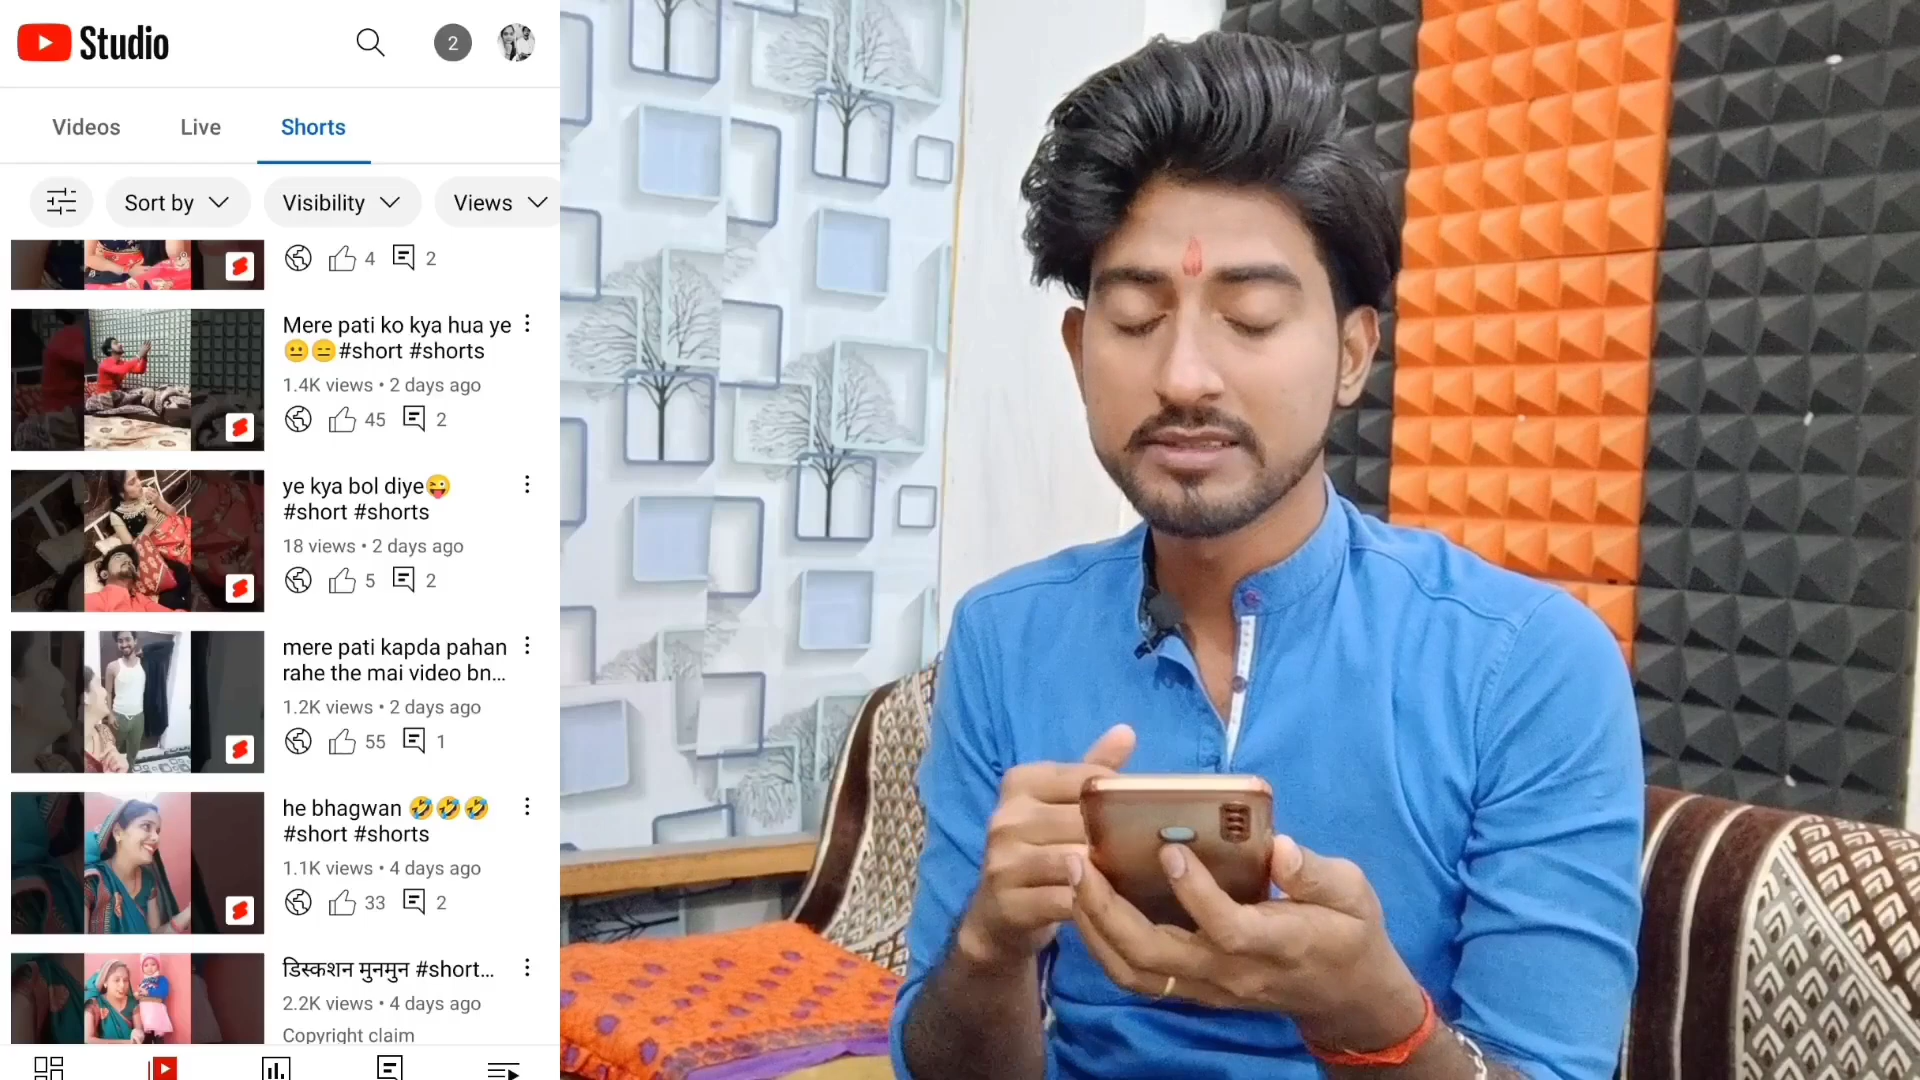 Studio
2
Videos Live Shorts
Sort by Visibility Views
4 2
Mere pati ko kya hua ye
😐😑#short #shorts
1.4K views • 2 days ago
45 2
ye kya bol diye😜
#short #shorts
18 views • 2 days ago
5 2
mere pati kapda pahan
rahe the mai video bn...
1.2K views • 2 days ago
55 1
he bhagwan 🤣🤣🤣
#short #shorts
1.1K views • 4 days ago
33 2
डिस्कशन मुनमुन #short...
2.2K views • 4 days ago
Copyright claim